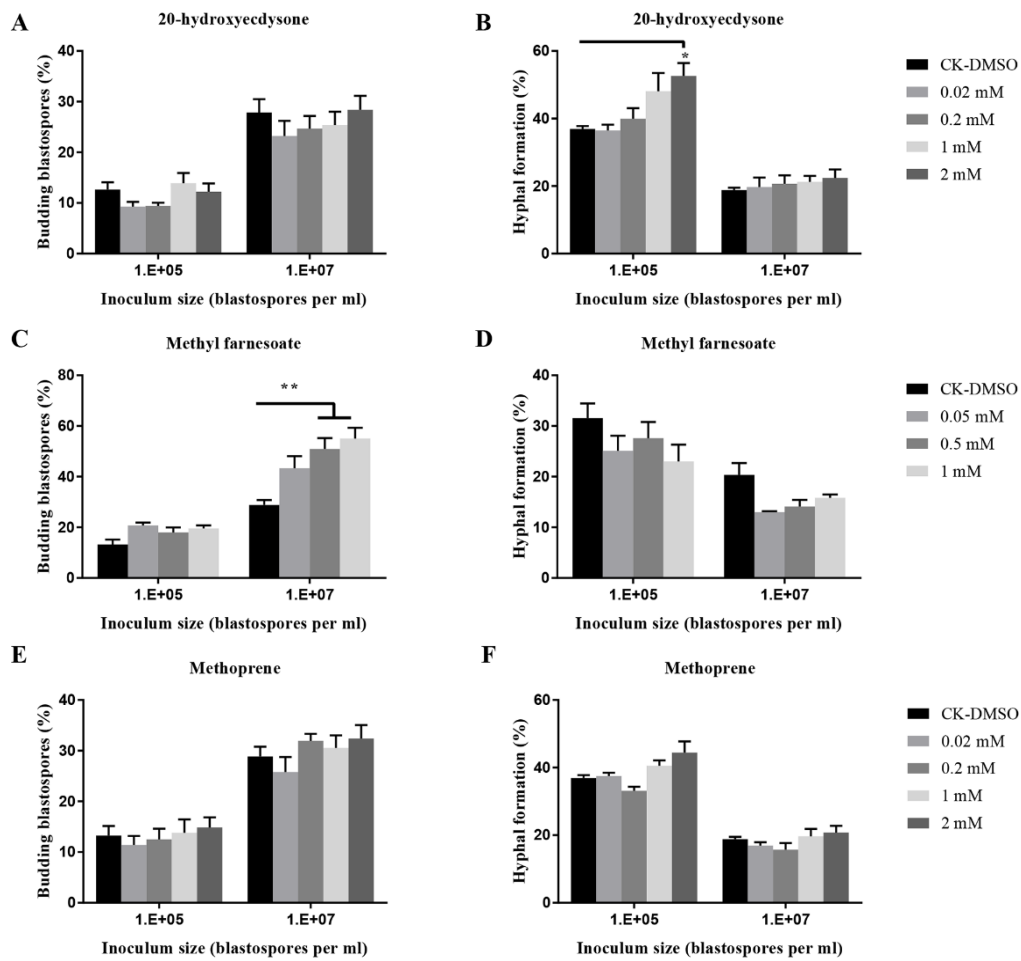 A
20-hydroxyecdysone
Budding blastospores (%)
40
30
20
10
0
1.E+05
1.E+07
Inoculum size (blastospores per ml)
B
20-hydroxyecdysone
Hyphal formation (%)
60
40
20
0
*
1.E+05
1.E+07
Inoculum size (blastospores per ml)
CK-DMSO
0.02 mM
0.2 mM
1 mM
2 mM
C
Methyl farnesoate
Budding blastospores (%)
80
60
40
20
0
**
1.E+05
1.E+07
Inoculum size (blastospores per ml)
D
Methyl farnesoate
Hyphal formation (%)
40
30
20
10
0
1.E+05
1.E+07
Inoculum size (blastospores per ml)
CK-DMSO
0.05 mM
0.5 mM
1 mM
E
Methoprene
Budding blastospores (%)
40
30
20
10
0
1.E+05
1.E+07
Inoculum size (blastospores per ml)
F
Methoprene
Hyphal formation (%)
60
40
20
0
1.E+05
1.E+07
Inoculum size (blastospores per ml)
CK-DMSO
0.02 mM
0.2 mM
1 mM
2 mM